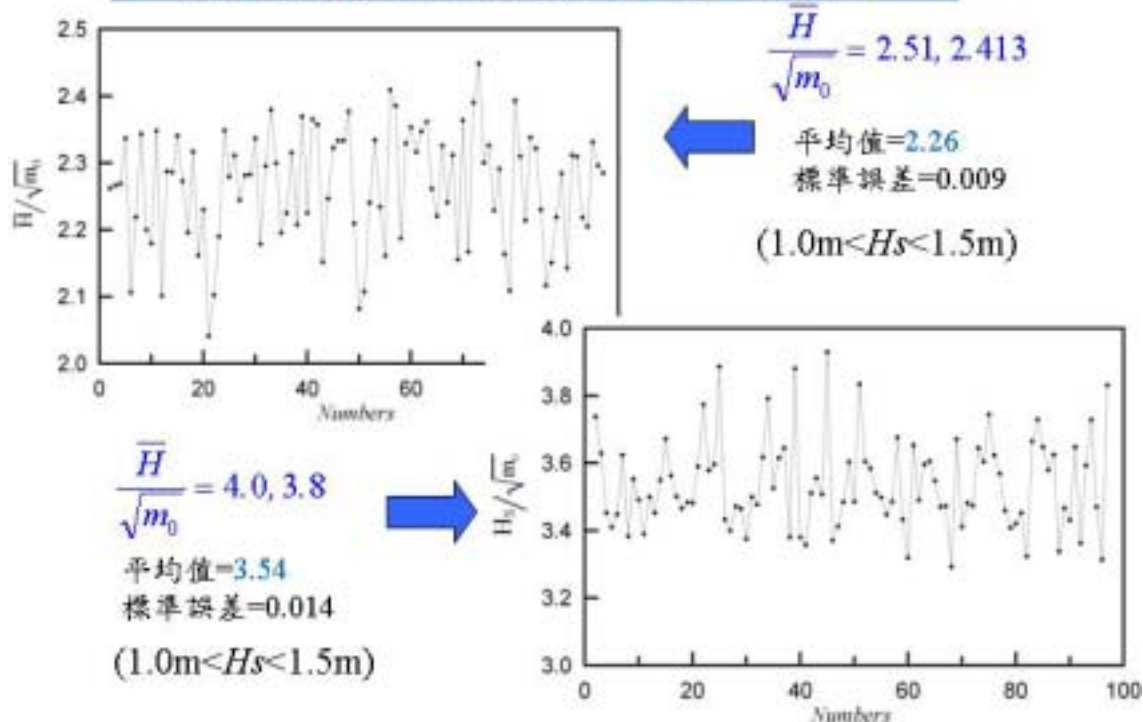 2.5
2.4
2.3
2.2
2.1
2.0
H̅/√m₀
0 20 40 60 80
Numbers
H̅/√m₀ = 2.51, 2.413
平均值=2.26
標準誤差=0.009
(1.0m<Hs<1.5m)
H̅/√m₀ = 4.0, 3.8
平均值=3.54
標準誤差=0.014
(1.0m<Hs<1.5m)
4.0
3.8
3.6
3.4
3.2
3.0
Hs/√m₀
0 20 40 60 80 100
Numbers